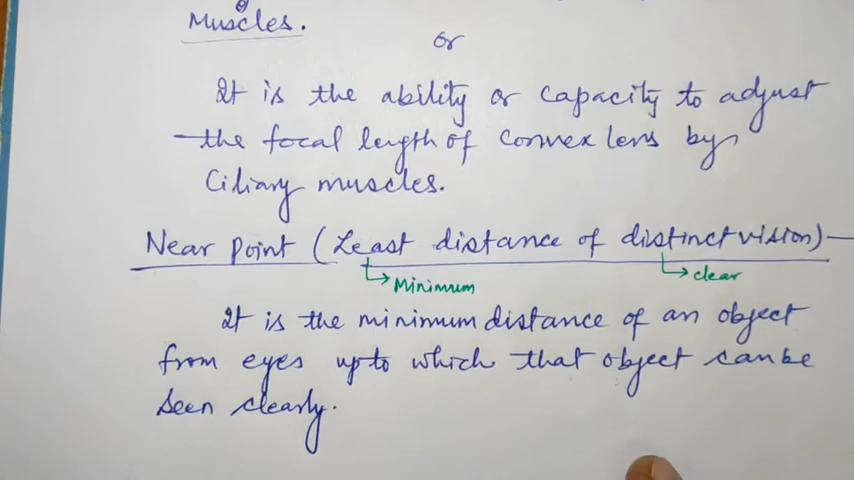 Muscles.
or
It is the ability or capacity to adjust
the focal length of convex lens by
Ciliary muscles.
Near Point (Least distance of distinct vision) —
Minimum
clear
It is the minimum distance of an object
from eyes upto which that object can be
seen clearly.